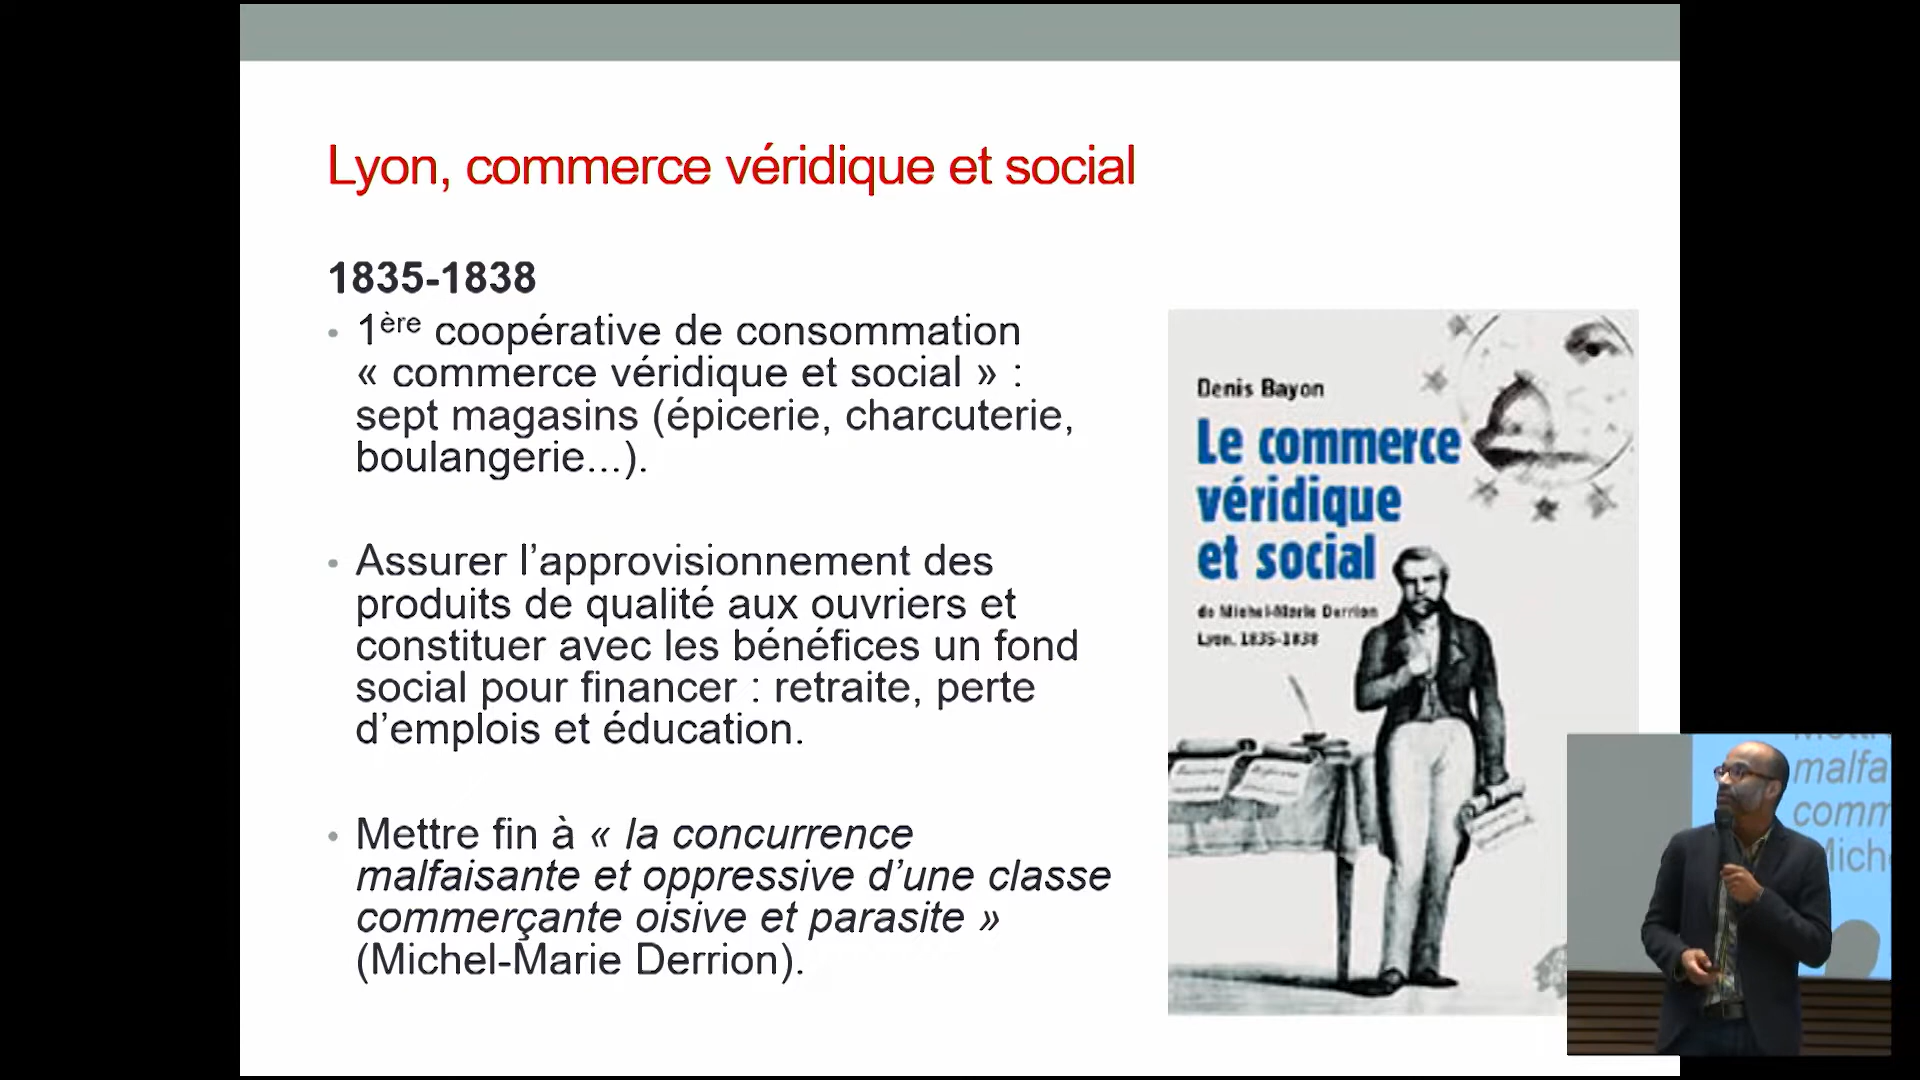 Lyon, commerce véridique et social
1835-1838
• 1ère coopérative de consommation
« commerce véridique et social » :
sept magasins (épicerie, charcuterie,
boulangerie...).
• Assurer l’approvisionnement des
produits de qualité aux ouvriers et
constituer avec les bénéfices un fond
social pour financer : retraite, perte
d’emplois et éducation.
• Mettre fin à « la concurrence
malfaisante et oppressive d’une classe
commerçante oisive et parasite »
(Michel-Marie Derrion).
Denis Bayon
Le commerce
véridique
et social
de Michel-Marie Derrion
Lyon, 1835-1838
malfa
comm
Mich